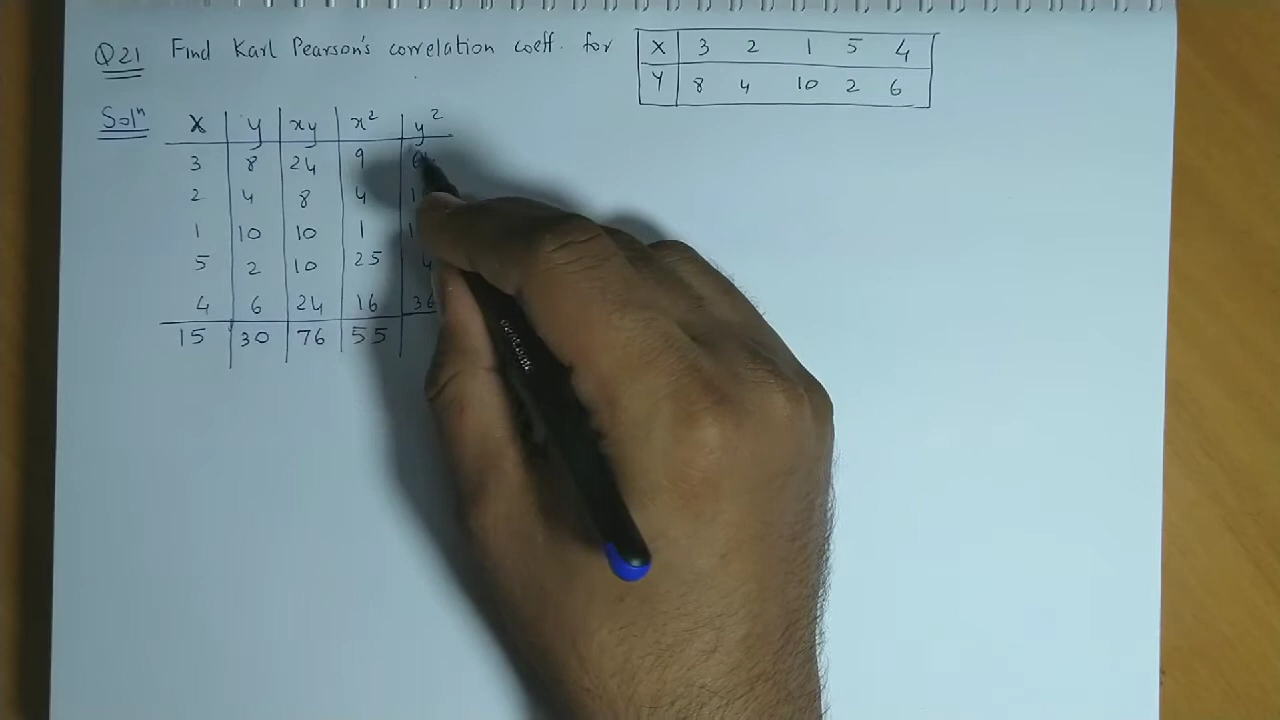 Q21 Find Karl Pearson's correlation coeff. for
X 3 2 1 5 4
Y 8 4 10 2 6
Solⁿ
X y xy x² y²
3 8 24 9
2 4 8 4
1 10 10 1
5 2 10 25 4
4 6 24 16 36
15 30 76 55